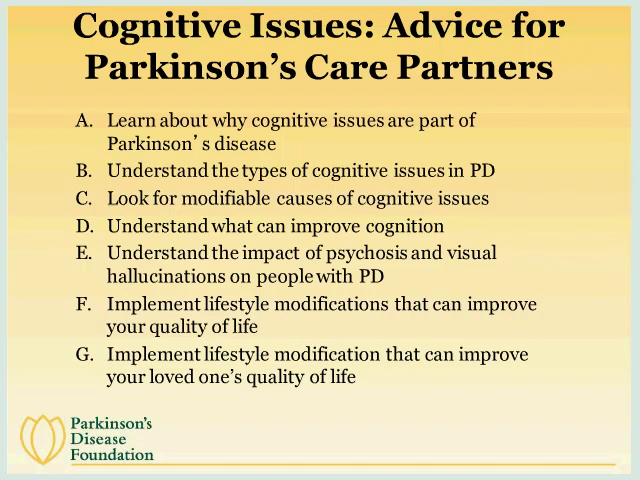 Cognitive Issues: Advice for
Parkinson’s Care Partners
A. Learn about why cognitive issues are part of
Parkinson’s disease
B. Understand the types of cognitive issues in PD
C. Look for modifiable causes of cognitive issues
D. Understand what can improve cognition
E. Understand the impact of psychosis and visual
hallucinations on people with PD
F. Implement lifestyle modifications that can improve
your quality of life
G. Implement lifestyle modification that can improve
your loved one’s quality of life
Parkinson’s
Disease
Foundation